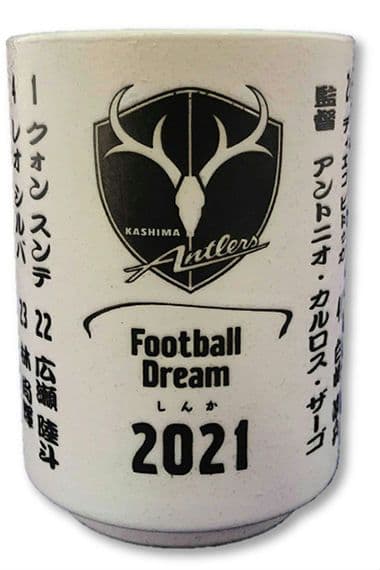 KASHIMA
Antlers
Football
Dream
しんか
2021
監督 アントニオ・カルロス・ザーゴ
1 クォン スンテ 22 広瀬 陸斗
4 レオ シルバ 23